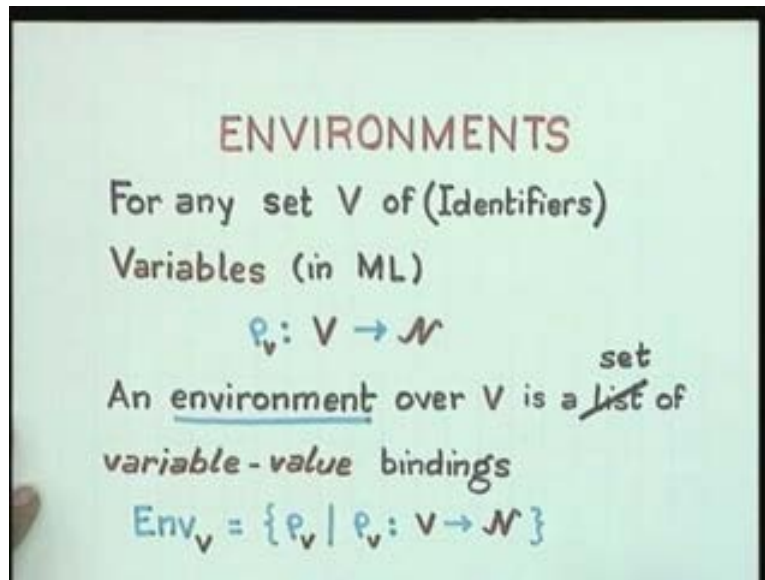 ENVIRONMENTS
For any set V of (Identifiers)
Variables (in ML)
ρᵥ: V → 𝒩
set
An environment over V is a list of
variable-value bindings
Envᵥ = {ρᵥ | ρᵥ: V → 𝒩}